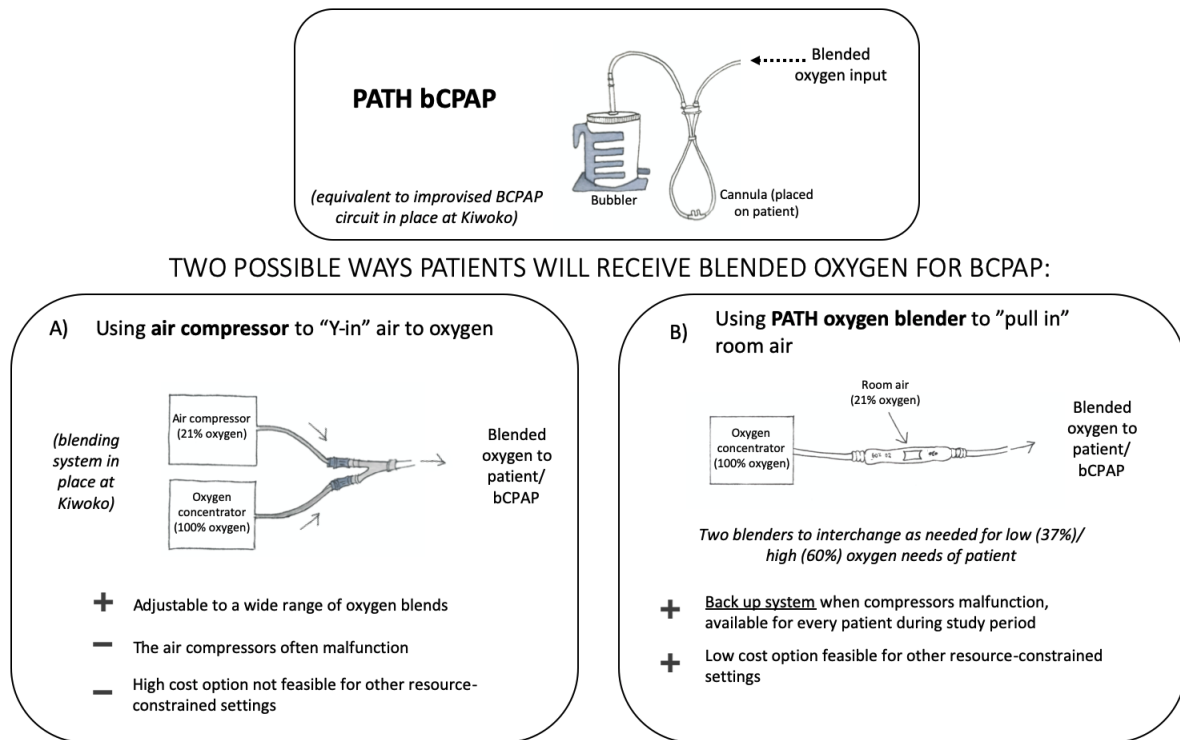 PATH bCPAP
(equivalent to improvised BCPAP
circuit in place at Kiwoko)
Blended
oxygen input
Bubbler
Cannula (placed
on patient)
TWO POSSIBLE WAYS PATIENTS WILL RECEIVE BLENDED OXYGEN FOR BCPAP:
A) Using air compressor to “Y-in” air to oxygen
(blending
system in
place at
Kiwoko)
Air compressor
(21% oxygen)
Oxygen
concentrator
(100% oxygen)
Blended
oxygen to
patient/
bCPAP
+ Adjustable to a wide range of oxygen blends
− The air compressors often malfunction
− High cost option not feasible for other resource-
constrained settings
B) Using PATH oxygen blender to ”pull in”
room air
Room air
(21% oxygen)
Oxygen
concentrator
(100% oxygen)
Blended
oxygen to
patient/
bCPAP
Two blenders to interchange as needed for low (37%)/
high (60%) oxygen needs of patient
+ Back up system when compressors malfunction,
available for every patient during study period
+ Low cost option feasible for other resource-constrained
settings